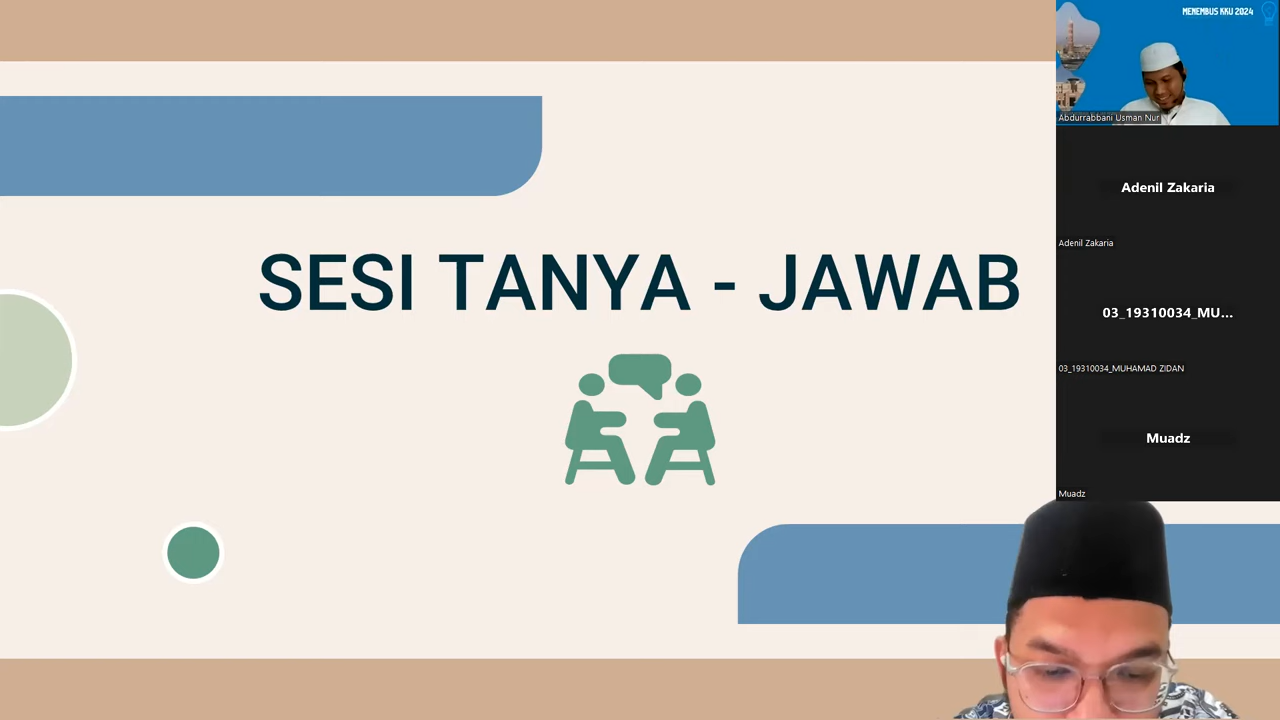 MENEMBUS KKU 2024
Abdurrabbani Usman Nur
Adenil Zakaria
Adenil Zakaria
03_19310034_MU...
03_19310034_MUHAMAD ZIDAN
Muadz
Muadz
SESI TANYA - JAWAB